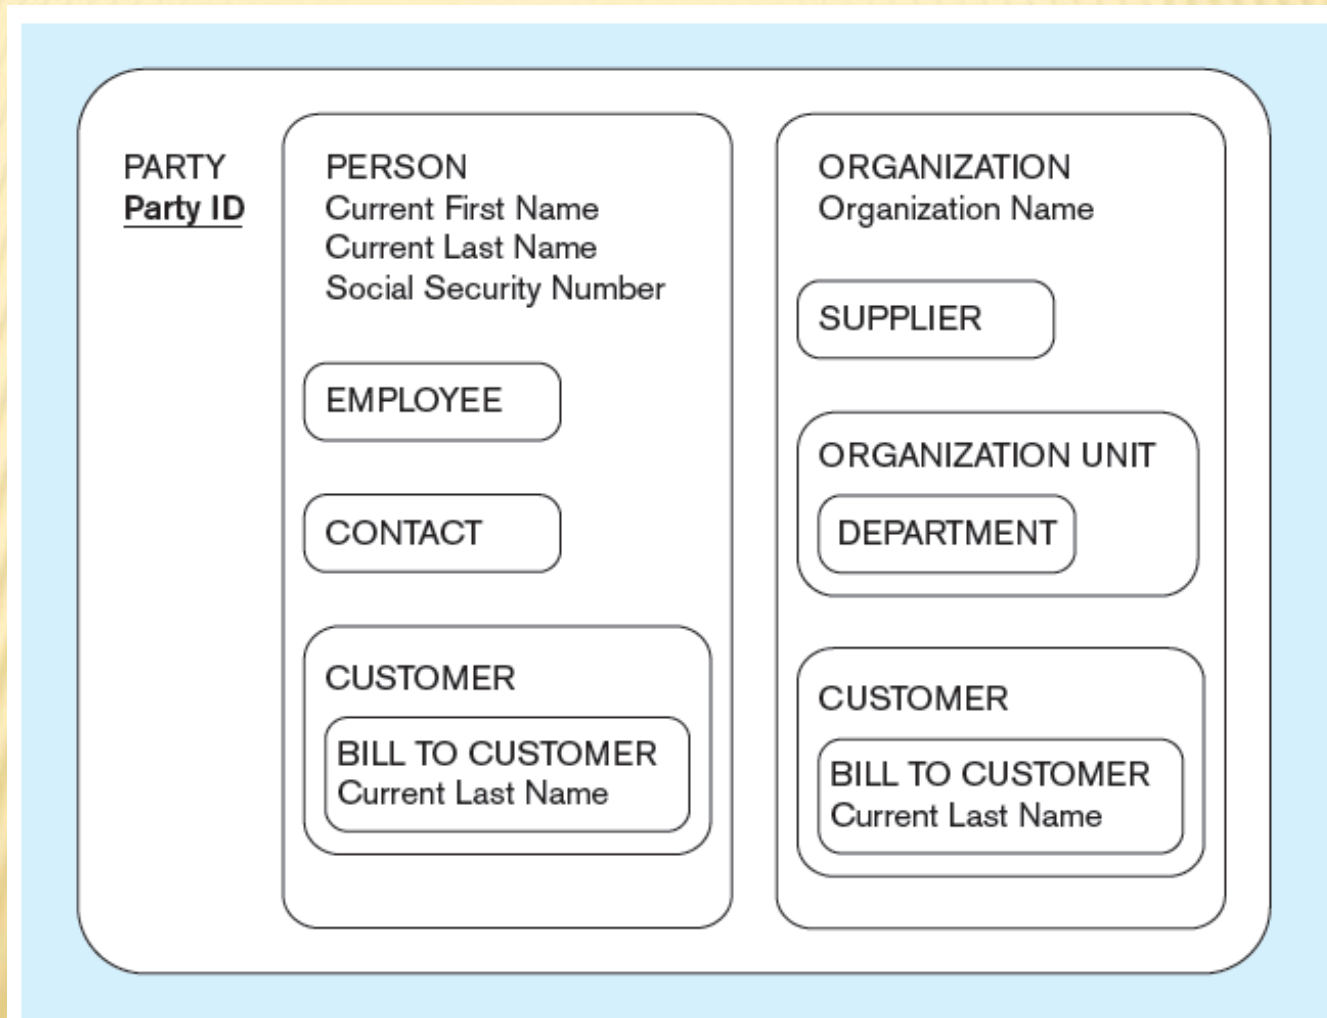 PARTY
Party ID
PERSON
Current First Name
Current Last Name
Social Security Number
EMPLOYEE
CONTACT
CUSTOMER
BILL TO CUSTOMER
Current Last Name
ORGANIZATION
Organization Name
SUPPLIER
ORGANIZATION UNIT
DEPARTMENT
CUSTOMER
BILL TO CUSTOMER
Current Last Name